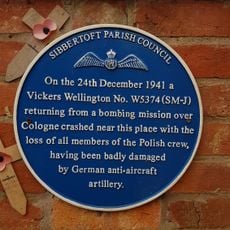 SIBBERTOFT PARISH COUNCIL
On the 24th December 1941 a
Vickers Wellington No. W5374 (SM-J)
returning from a bombing mission over
Cologne crashed near this place with the
loss of all members of the Polish crew,
having been badly damaged
by German anti-aircraft
artillery.